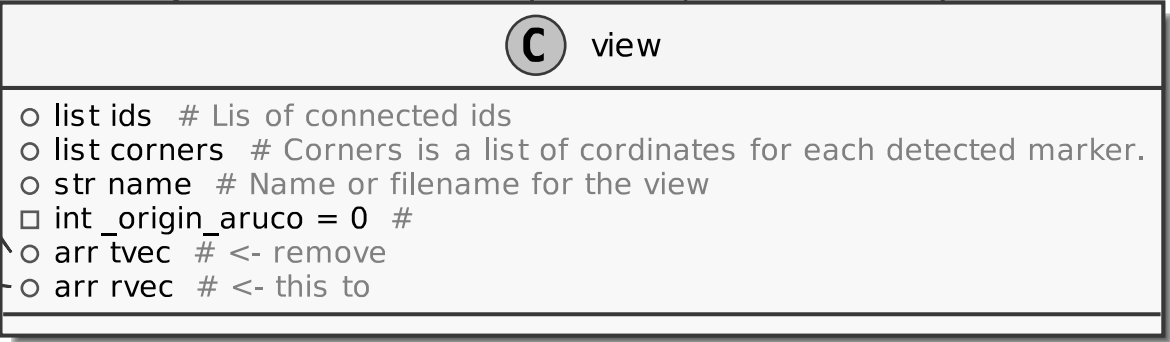 C view
list ids # Lis of connected ids
list corners # Corners is a list of cordinates for each detected marker.
str name # Name or filename for the view
int _origin_aruco = 0 #
arr tvec # <- remove
arr rvec # <- this to